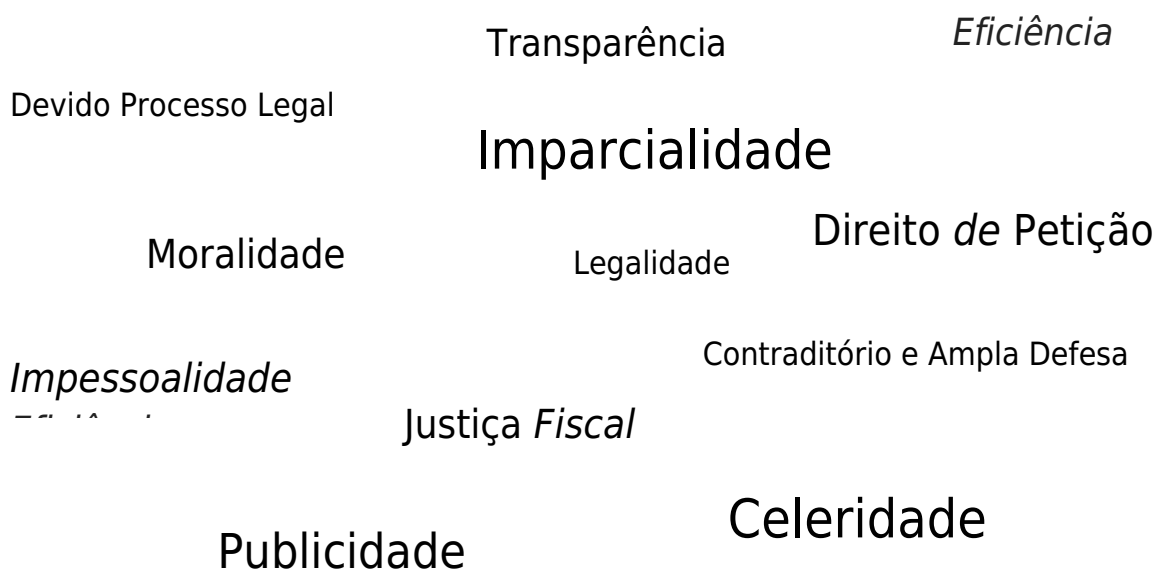 Transparência
Eficiência
Devido Processo Legal
Imparcialidade
Direito de Petição
Moralidade
Legalidade
Contraditório e Ampla Defesa
Impessoalidade
Justiça Fiscal
Celeridade
Publicidade